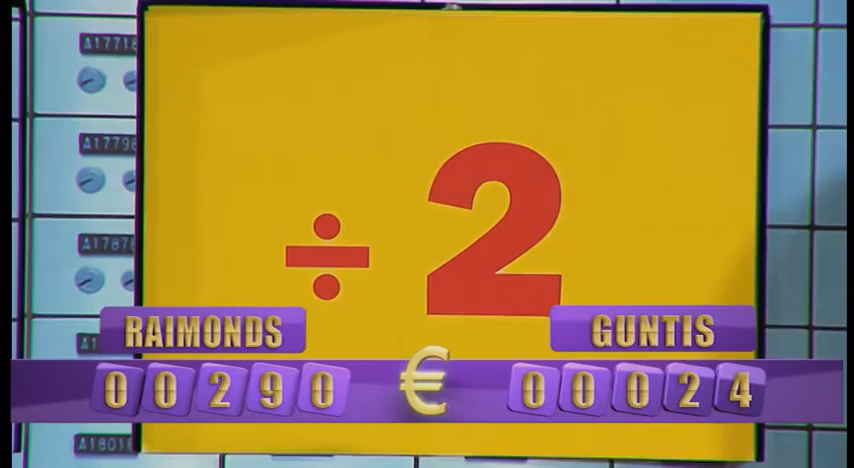 A17718
A17798
A17878
÷ 2
RAIMONDS
GUNTIS
00290 € 00024
A18018